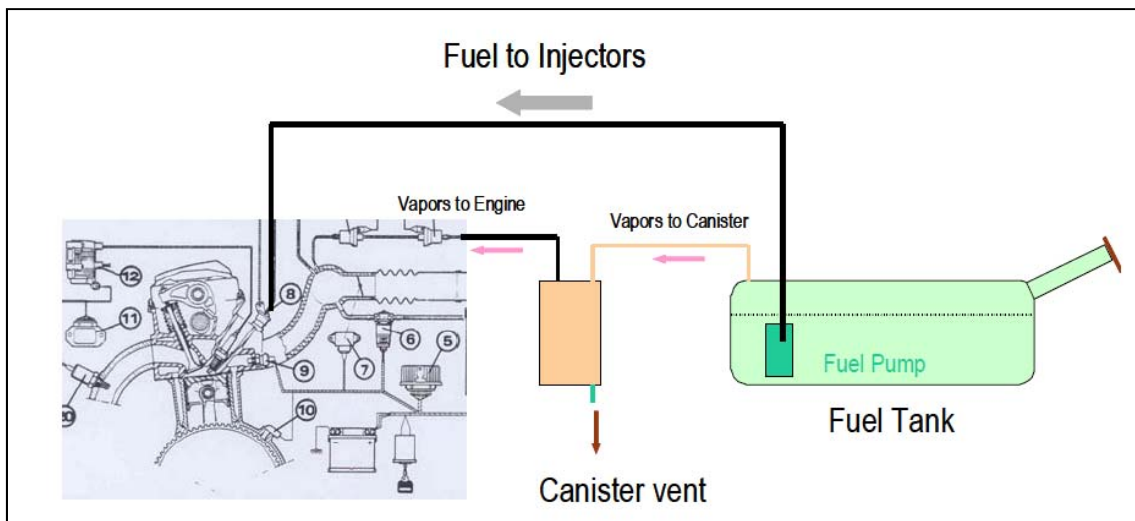 Fuel to Injectors
Vapors to Engine
Vapors to Canister
12
8
11
6
5
7
9
20
10
Fuel Pump
Fuel Tank
Canister vent